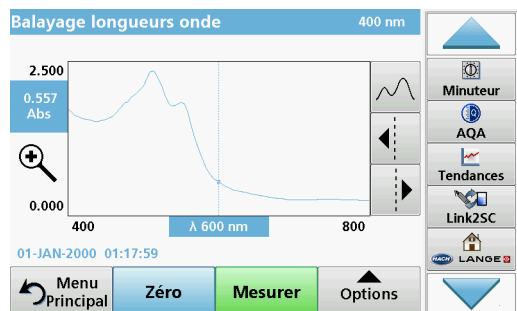 Balayage longueurs onde 400 nm
2.500
0.557
Abs
0.000
400 λ 600 nm 800
01-JAN-2000 01:17:59
Menu
Principal
Zéro
Mesurer
Options
Minuteur
AQA
Tendances
Link2SC
HACH LANGE